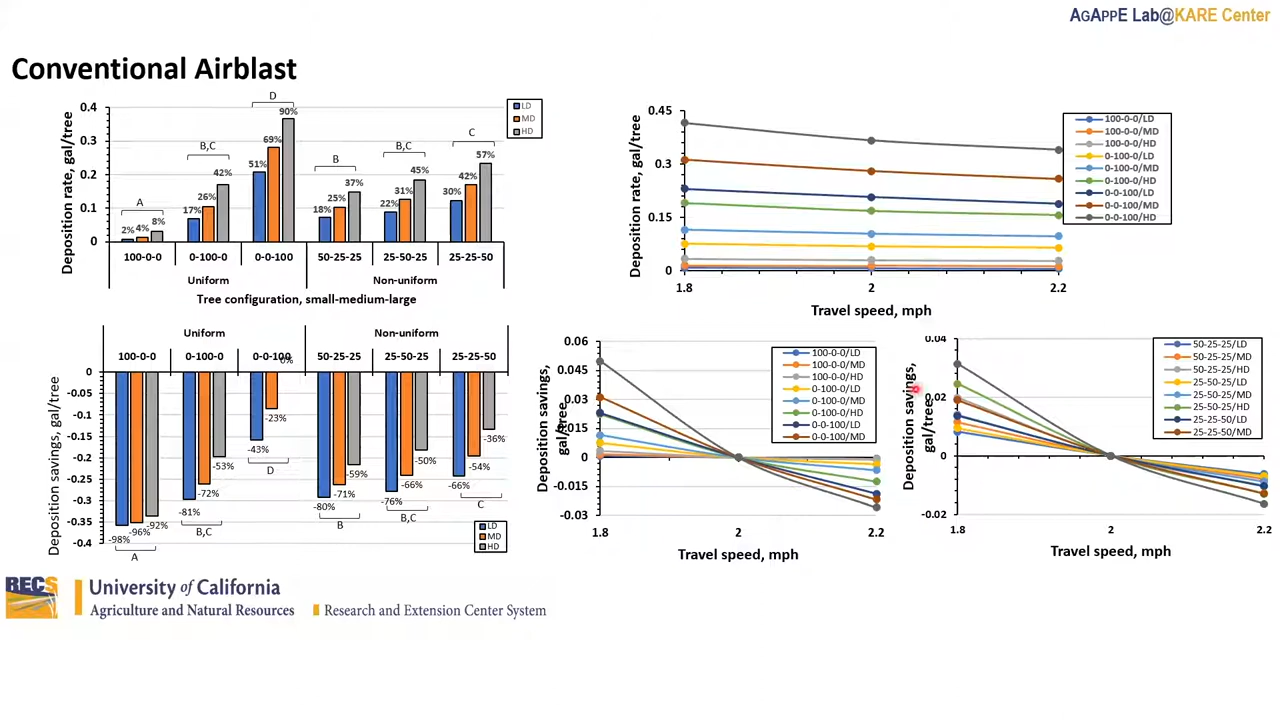 AGAPPE Lab@KARE Center
Conventional Airblast
Deposition rate, gal/tree
0.4
0.3
0.2
0.1
0
A
B,C
D
B
B,C
C
2% 4% 8%
17% 26% 42%
51% 69% 90%
18% 25% 37%
22% 31% 45%
30% 42% 57%
LD
MD
HD
100-0-0 0-100-0 0-0-100 50-25-25 25-50-25 25-25-50
Uniform Non-uniform
Tree configuration, small-medium-large
Deposition rate, gal/tree
0.45
0.3
0.15
0
1.8 2 2.2
Travel speed, mph
100-0-0/LD
100-0-0/MD
100-0-0/HD
0-100-0/LD
0-100-0/MD
0-100-0/HD
0-0-100/LD
0-0-100/MD
0-0-100/HD
Uniform Non-uniform
100-0-0 0-100-0 0-0-100 50-25-25 25-50-25 25-25-50
Deposition savings, gal/tree
0
-0.05
-0.1
-0.15
-0.2
-0.25
-0.3
-0.35
-0.4
-98% -96% -92%
-81% -72% -53%
-43% -23% 0%
-80% -71% -59%
-76% -66% -50%
-66% -54% -36%
A
B,C
D
B
B,C
C
LD
MD
HD
Deposition savings,
gal/tree
0.06
0.045
0.03
0.015
0
-0.015
-0.03
1.8 2 2.2
Travel speed, mph
100-0-0/LD
100-0-0/MD
100-0-0/HD
0-100-0/LD
0-100-0/MD
0-100-0/HD
0-0-100/LD
0-0-100/MD
Deposition savings,
gal/tree
0.04
0.02
0
-0.02
1.8 2 2.2
Travel speed, mph
50-25-25/LD
50-25-25/MD
50-25-25/HD
25-50-25/LD
25-50-25/MD
25-50-25/HD
25-25-50/LD
25-25-50/MD
RECS
University of California
Agriculture and Natural Resources
Research and Extension Center System